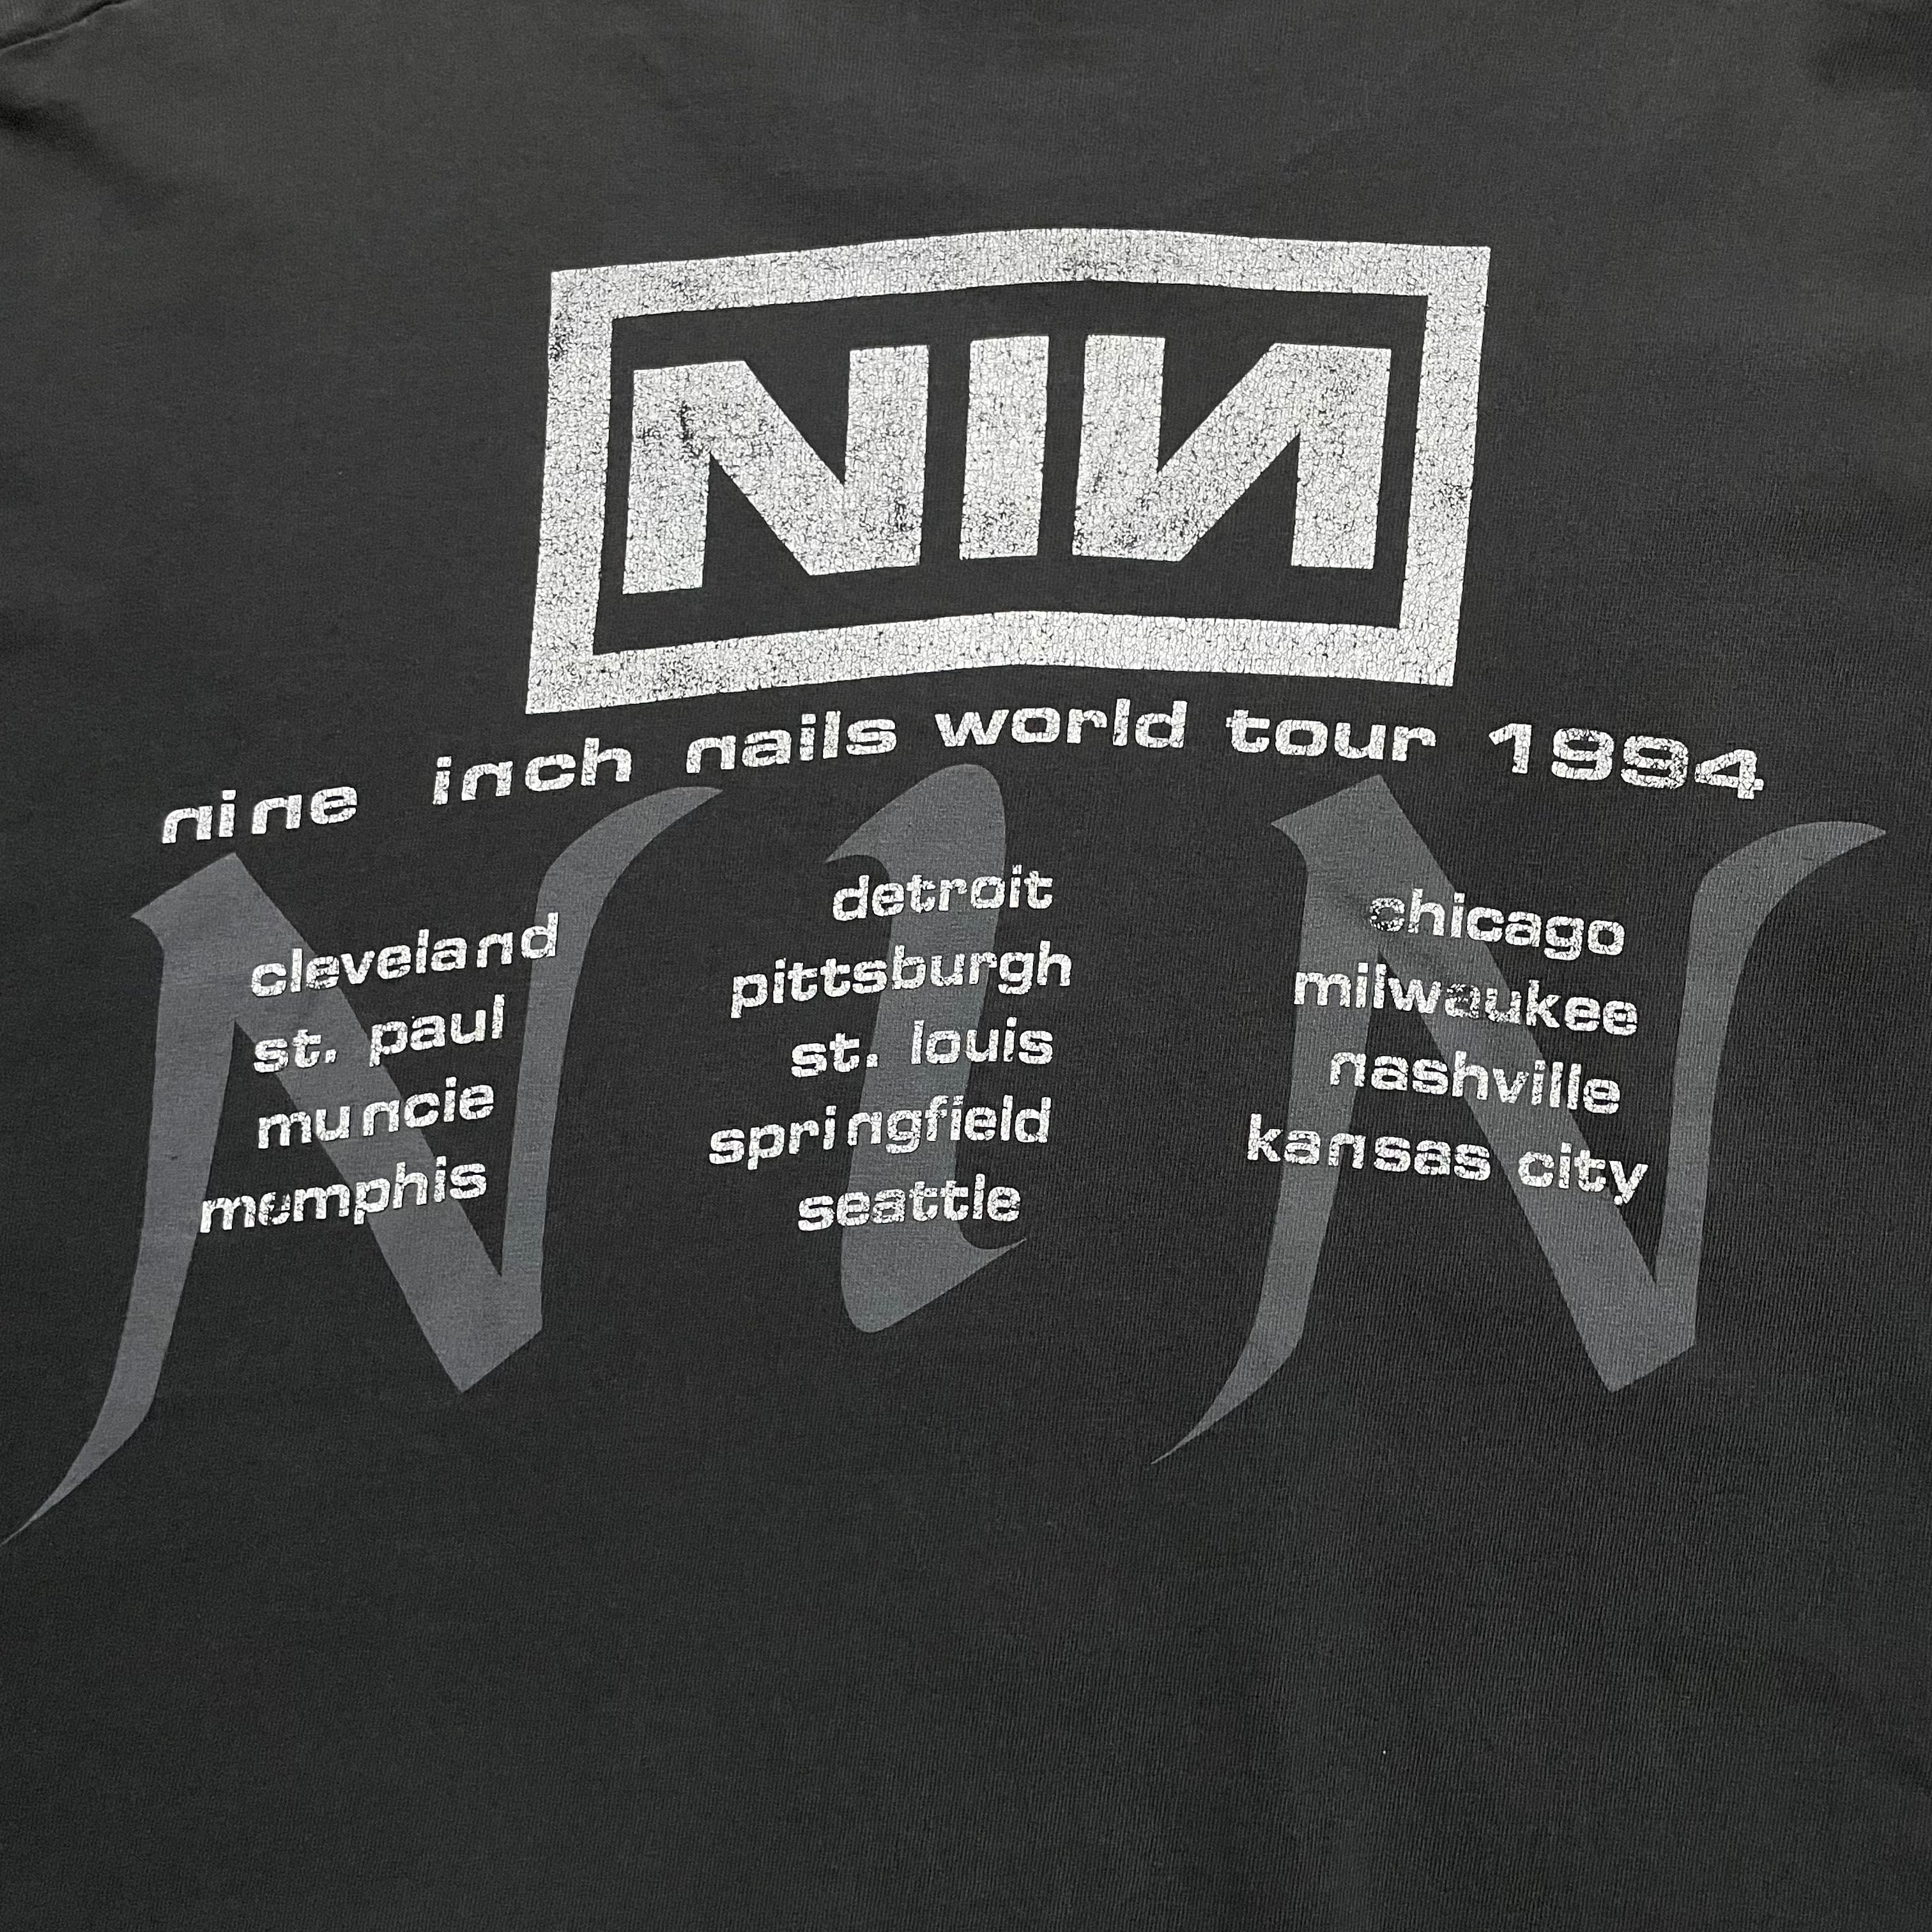 NIN
nine inch nails world tour 1994
NIN
cleveland
st. paul
muncie
memphis
detroit
pittsburgh
st. louis
springfield
seattle
chicago
milwaukee
nashville
kansas city